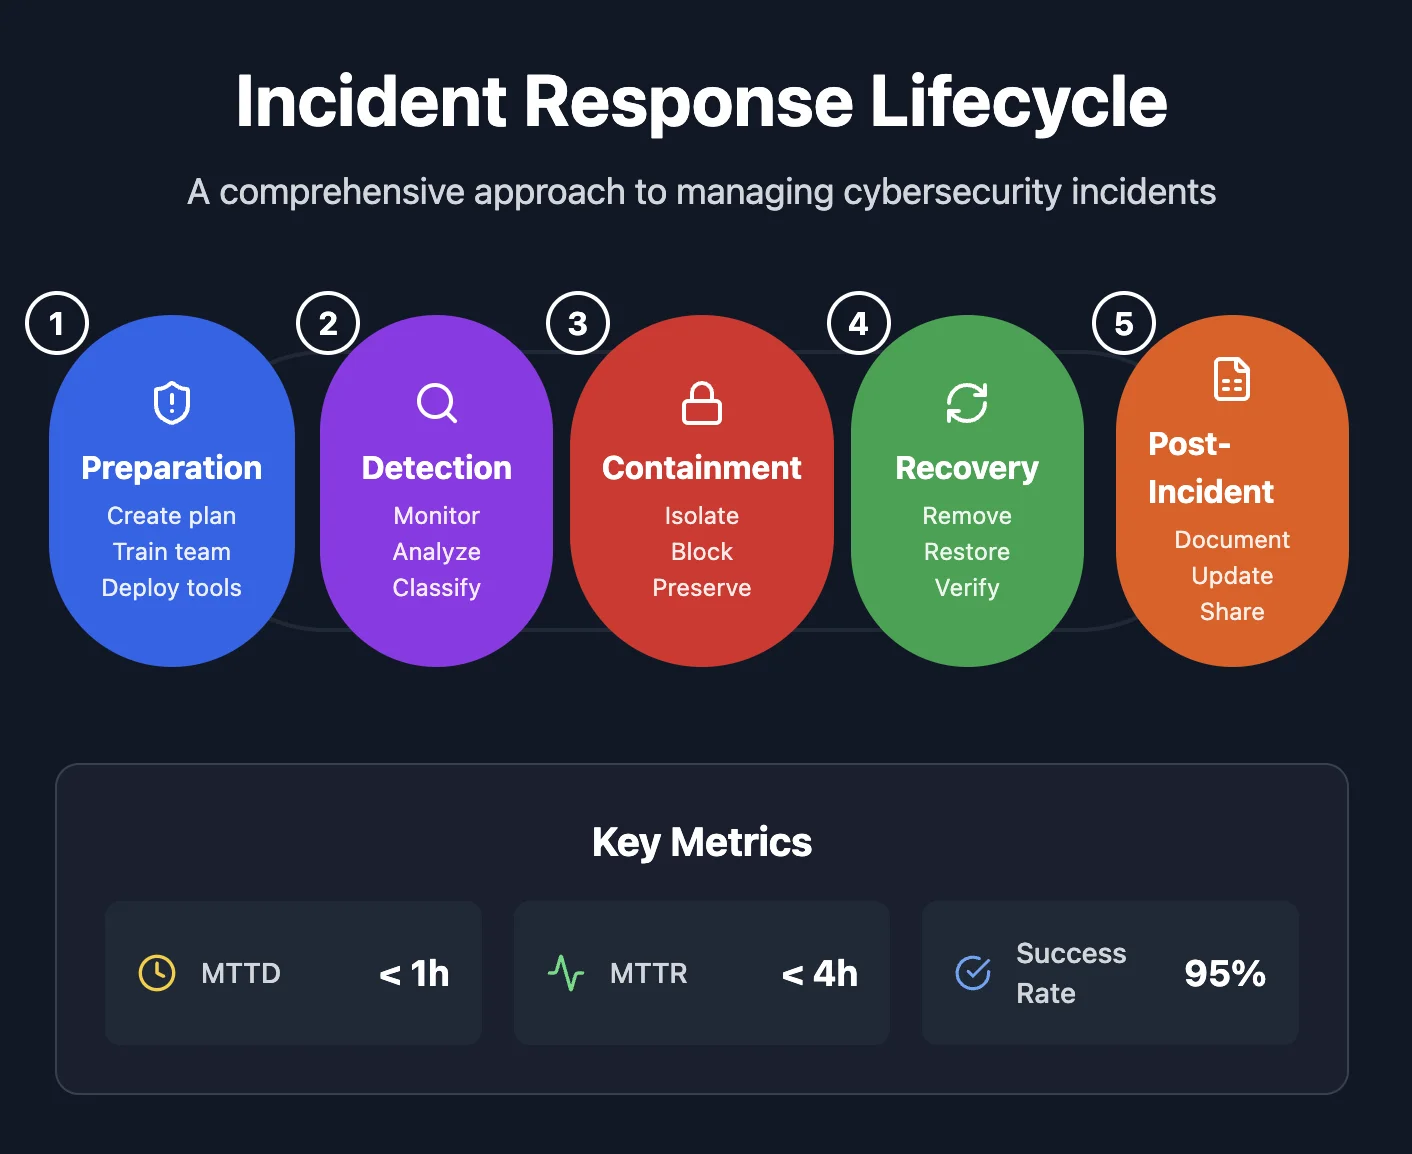 Incident Response Lifecycle
A comprehensive approach to managing cybersecurity incidents
1
Preparation
Create plan
Train team
Deploy tools
2
Detection
Monitor
Analyze
Classify
3
Containment
Isolate
Block
Preserve
4
Recovery
Remove
Restore
Verify
5
Post-
Incident
Document
Update
Share
Key Metrics
MTTD
< 1h
MTTR
< 4h
Success
Rate
95%